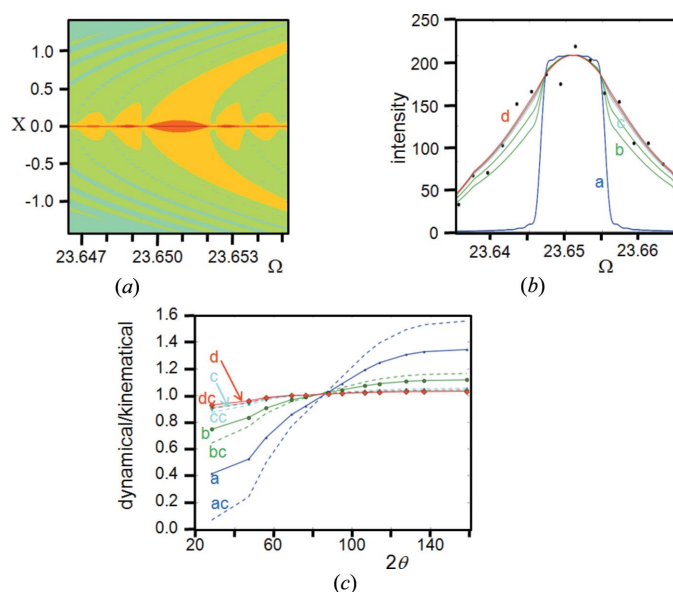 1.0
0.5
X 0.0
-0.5
-1.0
23.647 23.650 23.653 Ω
(a)
250
200
150
100
50
0
intensity
d
c
b
a
23.64 23.65 23.66
Ω
(b)
1.6
1.4
1.2
1.0
0.8
0.6
0.4
0.2
0.0
dynamical/kinematical
d
c
dc
cc
b
bc
a
ac
20 60 100 140
2θ
(c)